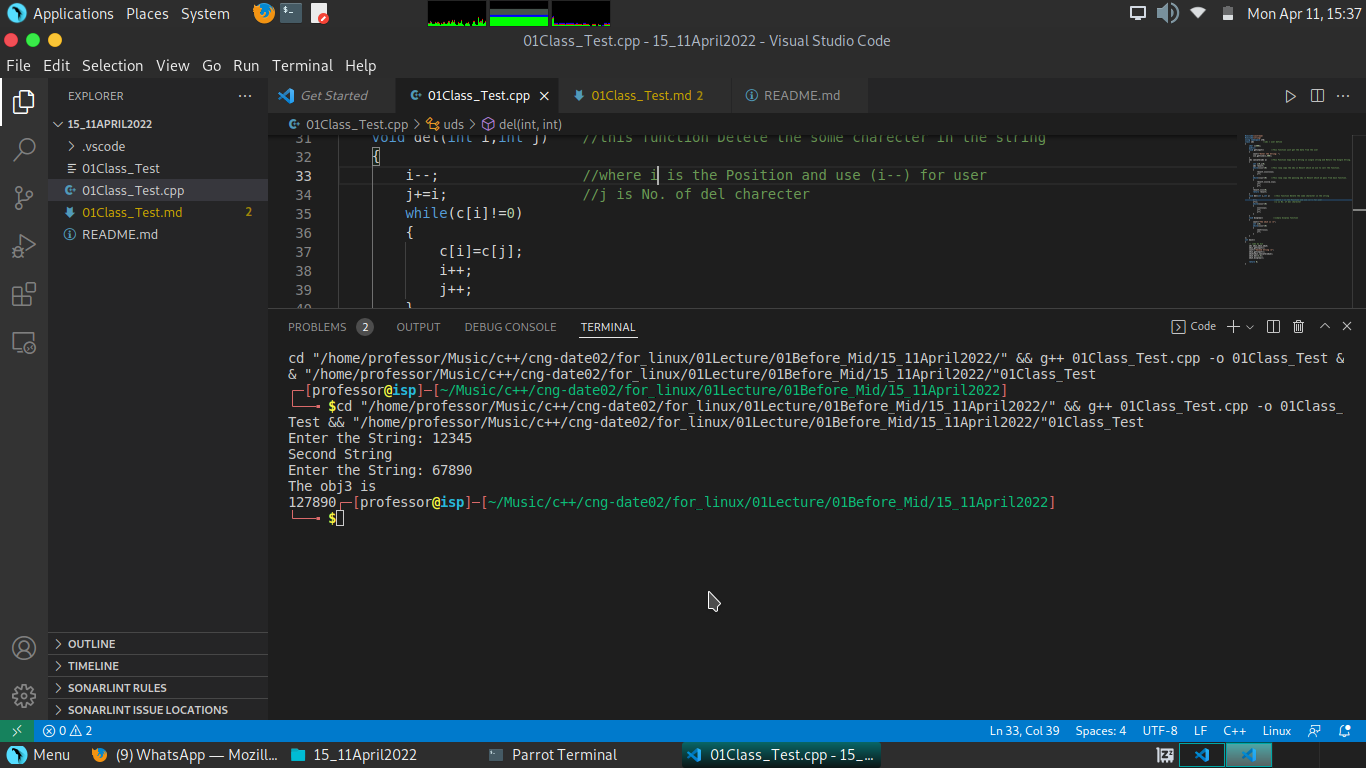 Applications Places System Mon Apr 11, 15:37
01Class_Test.cpp - 15_11April2022 - Visual Studio Code
File Edit Selection View Go Run Terminal Help
EXPLORER ··· Get Started 01Class_Test.cpp 01Class_Test.md 2 README.md
15_11APRIL2022
.vscode
01Class_Test
01Class_Test.cpp
01Class_Test.md 2
README.md
01Class_Test.cpp > uds > del(int, int)
31 void del(int i,int j) //this function Delete the some charecter in the string
32 {
33 i--; //where i is the Position and use (i--) for user
34 j+=i; //j is No. of del charecter
35 while(c[i]!=0)
36 {
37 c[i]=c[j];
38 i++;
39 j++;
40 }
PROBLEMS 2 OUTPUT DEBUG CONSOLE TERMINAL Code
cd "/home/professor/Music/c++/cng-date02/for_linux/01Lecture/01Before_Mid/15_11April2022/" && g++ 01Class_Test.cpp -o 01Class_Test &
& "/home/professor/Music/c++/cng-date02/for_linux/01Lecture/01Before_Mid/15_11April2022/"01Class_Test
┌─[professor@isp]─[~/Music/c++/cng-date02/for_linux/01Lecture/01Before_Mid/15_11April2022]
└──╼ $cd "/home/professor/Music/c++/cng-date02/for_linux/01Lecture/01Before_Mid/15_11April2022/" && g++ 01Class_Test.cpp -o 01Class_
Test && "/home/professor/Music/c++/cng-date02/for_linux/01Lecture/01Before_Mid/15_11April2022/"01Class_Test
Enter the String: 12345
Second String
Enter the String: 67890
The obj3 is
127890┌─[professor@isp]─[~/Music/c++/cng-date02/for_linux/01Lecture/01Before_Mid/15_11April2022]
└──╼ $
OUTLINE
TIMELINE
SONARLINT RULES
SONARLINT ISSUE LOCATIONS
0 2 Ln 33, Col 39 Spaces: 4 UTF-8 LF C++ Linux
Menu (9) WhatsApp — Mozill... 15_11April2022 Parrot Terminal 01Class_Test.cpp - 15_...